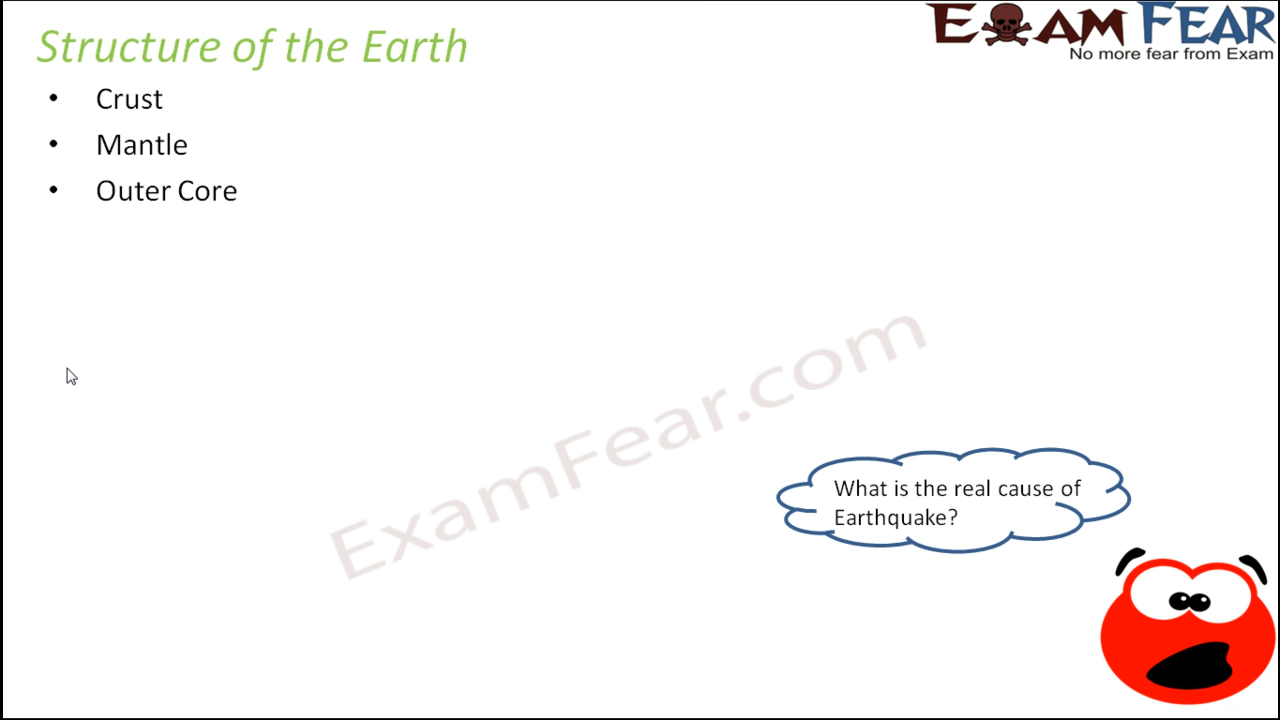 Structure of the Earth
EXAM FEAR
No more fear from Exam
• Crust
• Mantle
• Outer Core
ExamFear.com
What is the real cause of
Earthquake?